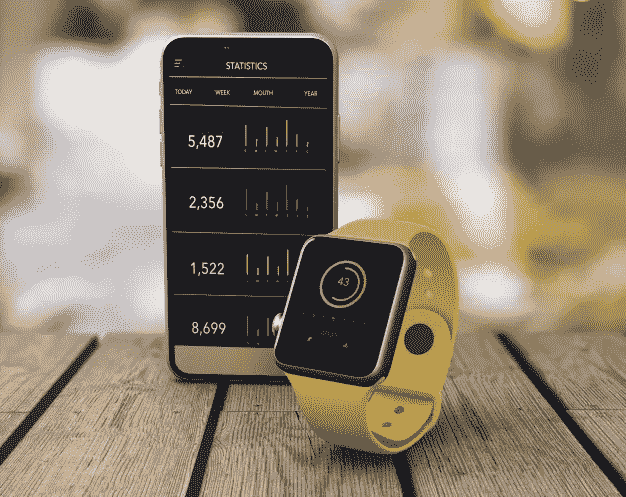 STATISTICS
TODAY WEEK MOUTH YEAR
5,487
2,356
1,522
8,699
43